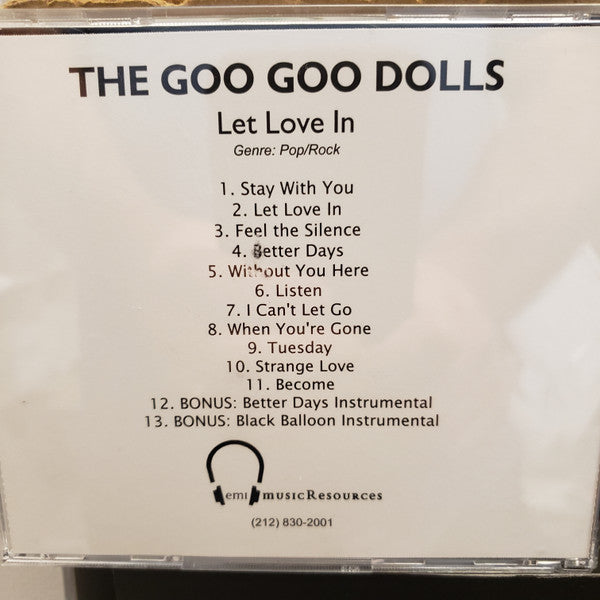 THE GOO GOO DOLLS
Let Love In
Genre: Pop/Rock
1. Stay With You
2. Let Love In
3. Feel the Silence
4. Better Days
5. Without You Here
6. Listen
7. I Can't Let Go
8. When You're Gone
9. Tuesday
10. Strange Love
11. Become
12. BONUS: Better Days Instrumental
13. BONUS: Black Balloon Instrumental
emi musicResources
(212) 830-2001